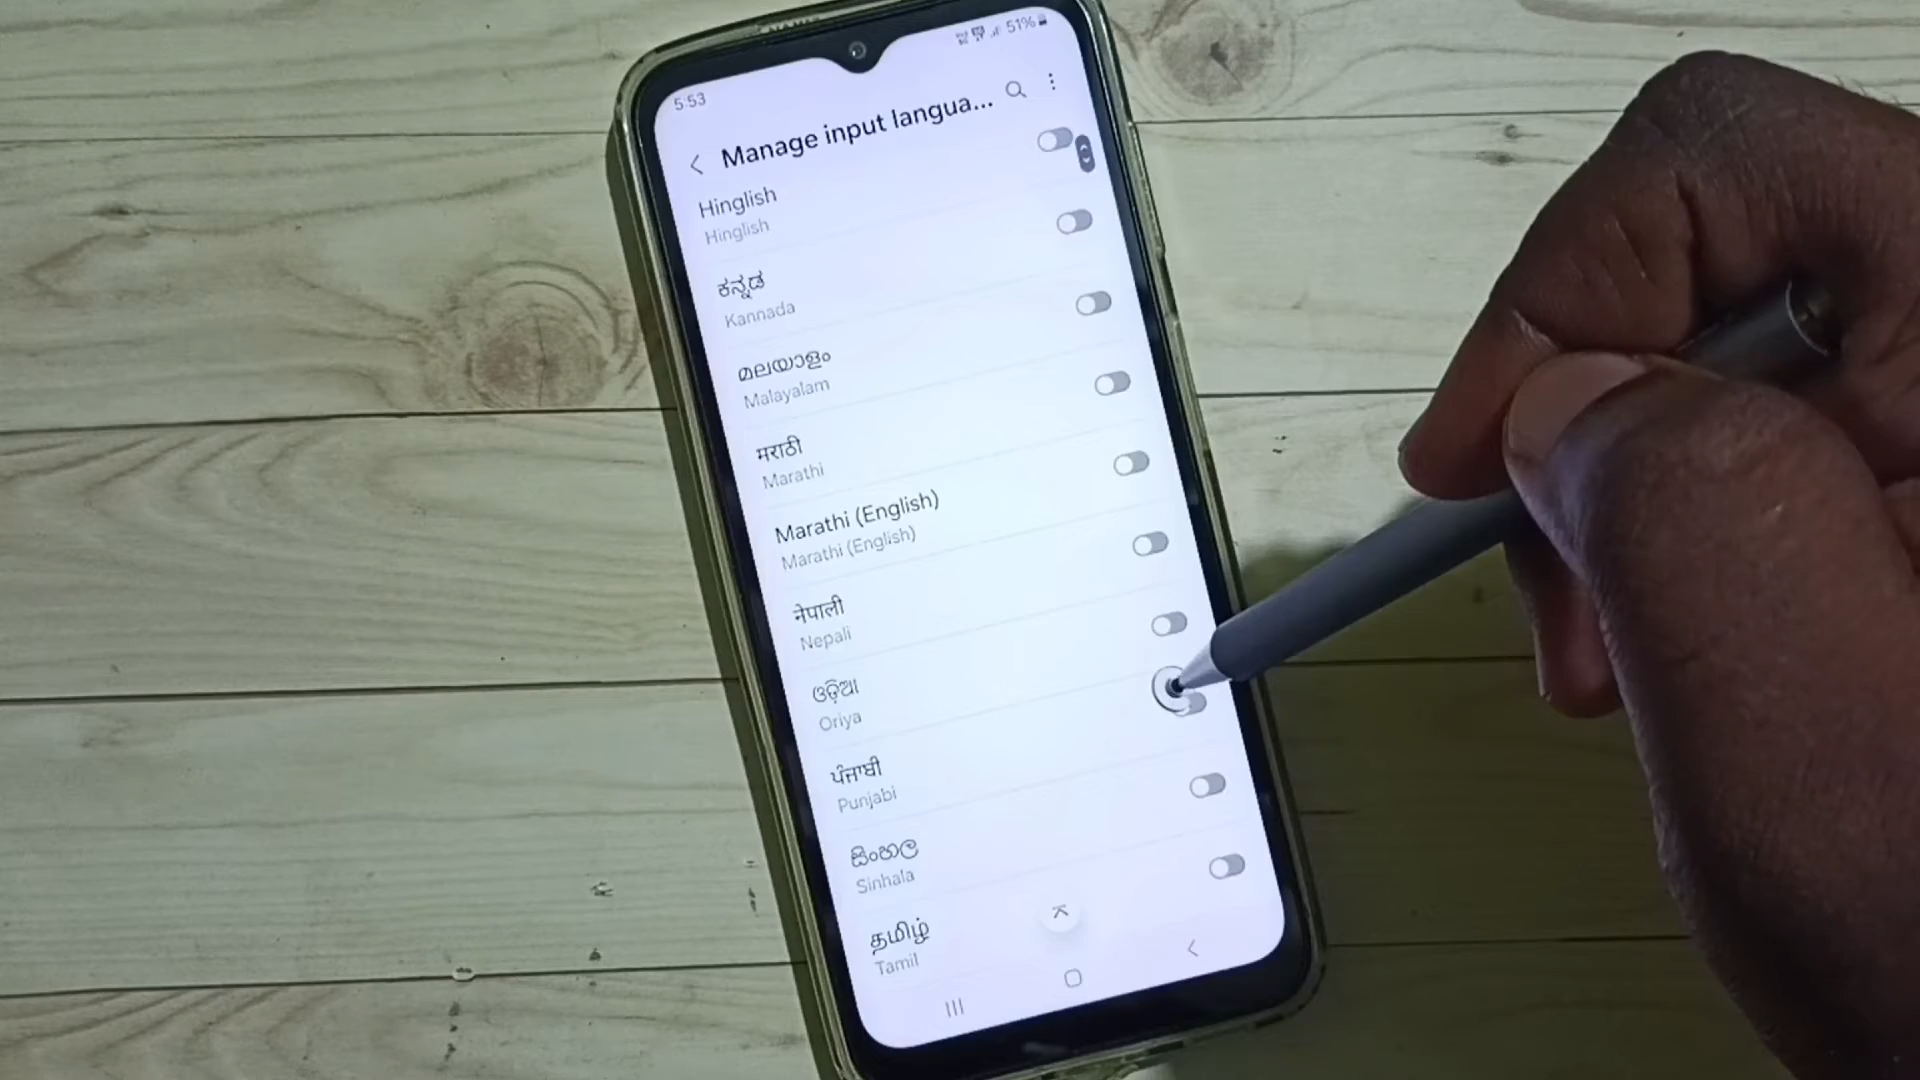 5:53
51%
Manage input langua...
Hinglish
Hinglish
ಕನ್ನಡ
Kannada
മലയാളം
Malayalam
मराठी
Marathi
Marathi (English)
Marathi (English)
नेपाली
Nepali
ଓଡ଼ିଆ
Oriya
ਪੰਜਾਬੀ
Punjabi
සිංහල
Sinhala
தமிழ்
Tamil